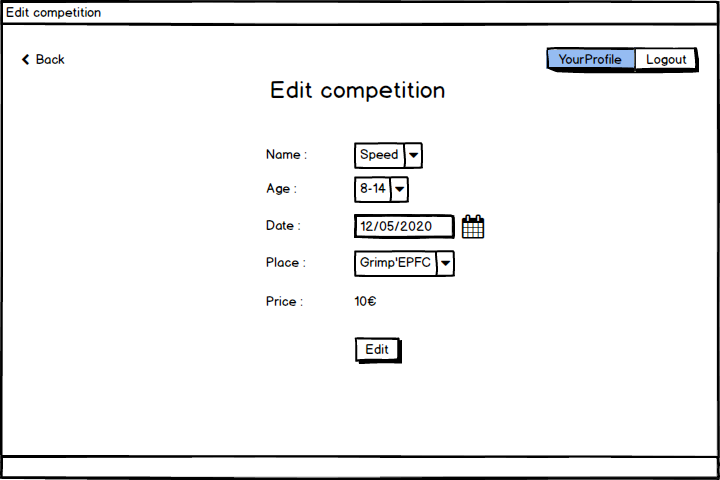 Edit competition
Back
YourProfile Logout
Edit competition
Name : Speed
Age : 8-14
Date : 12/05/2020
Place : Grimp'EPFC
Price : 10€
Edit